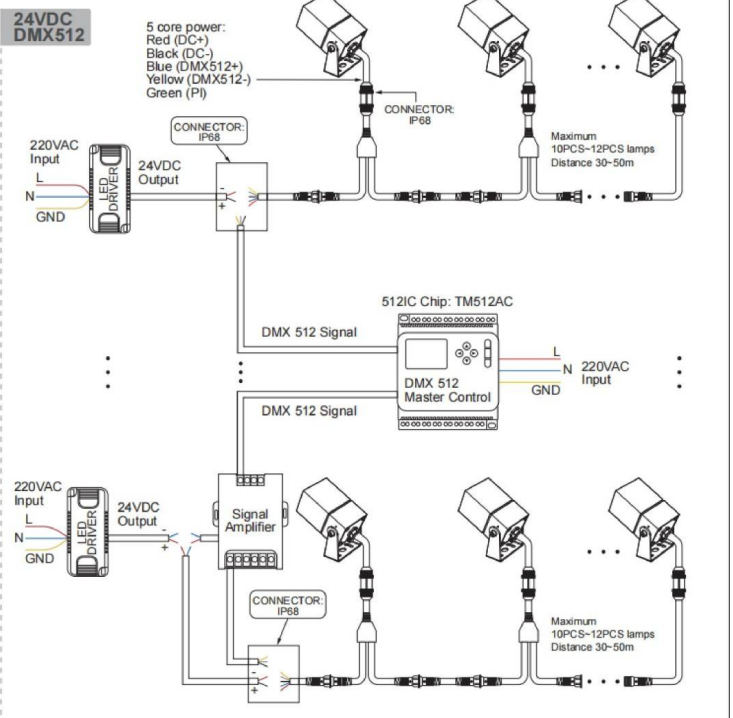 24VDC
DMX512
5 core power:
Red (DC+)
Black (DC-)
Blue (DMX512+)
Yellow (DMX512-)
Green (PI)
CONNECTOR:
IP68
CONNECTOR:
IP68
220VAC
Input
L
N
GND
LED
DRIVER
24VDC
Output
-
+
Maximum
10PCS~12PCS lamps
Distance 30~50m
512IC Chip: TM512AC
DMX 512 Signal
DMX 512
Master Control
L
N
GND
220VAC
Input
DMX 512 Signal
220VAC
Input
L
N
GND
LED
DRIVER
24VDC
Output
-
+
Signal
Amplifier
CONNECTOR:
IP68
-
+
Maximum
10PCS~12PCS lamps
Distance 30~50m